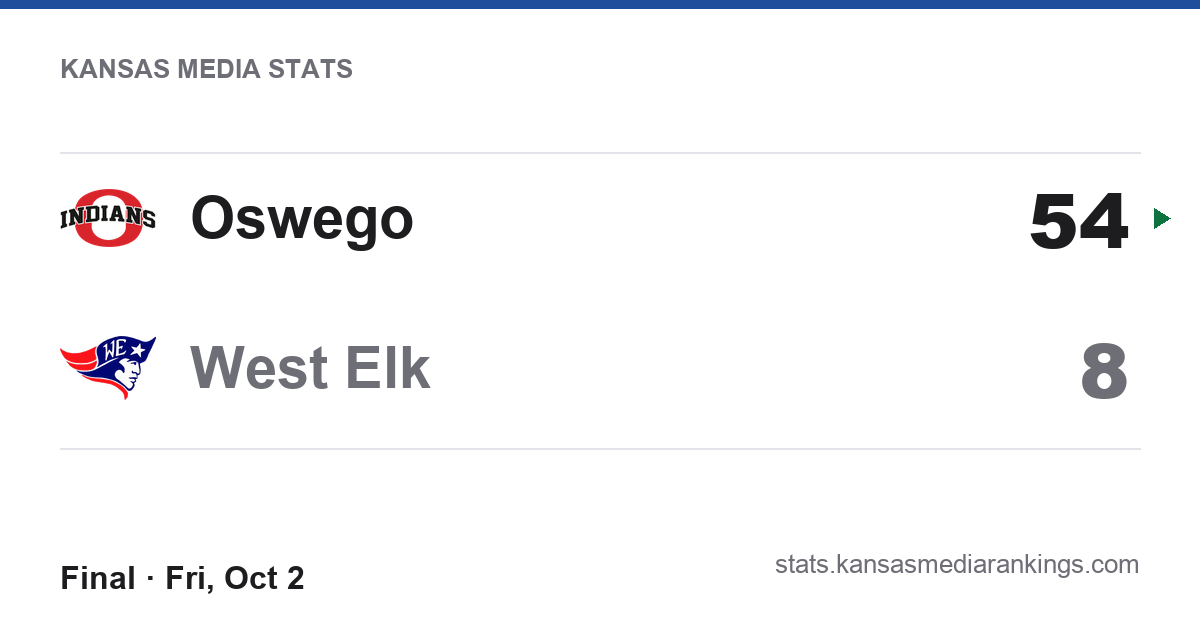 KANSAS MEDIA STATS
INDIANS
Oswego
54
WE
West Elk
8
Final · Fri, Oct 2
stats.kansasmediarankings.com